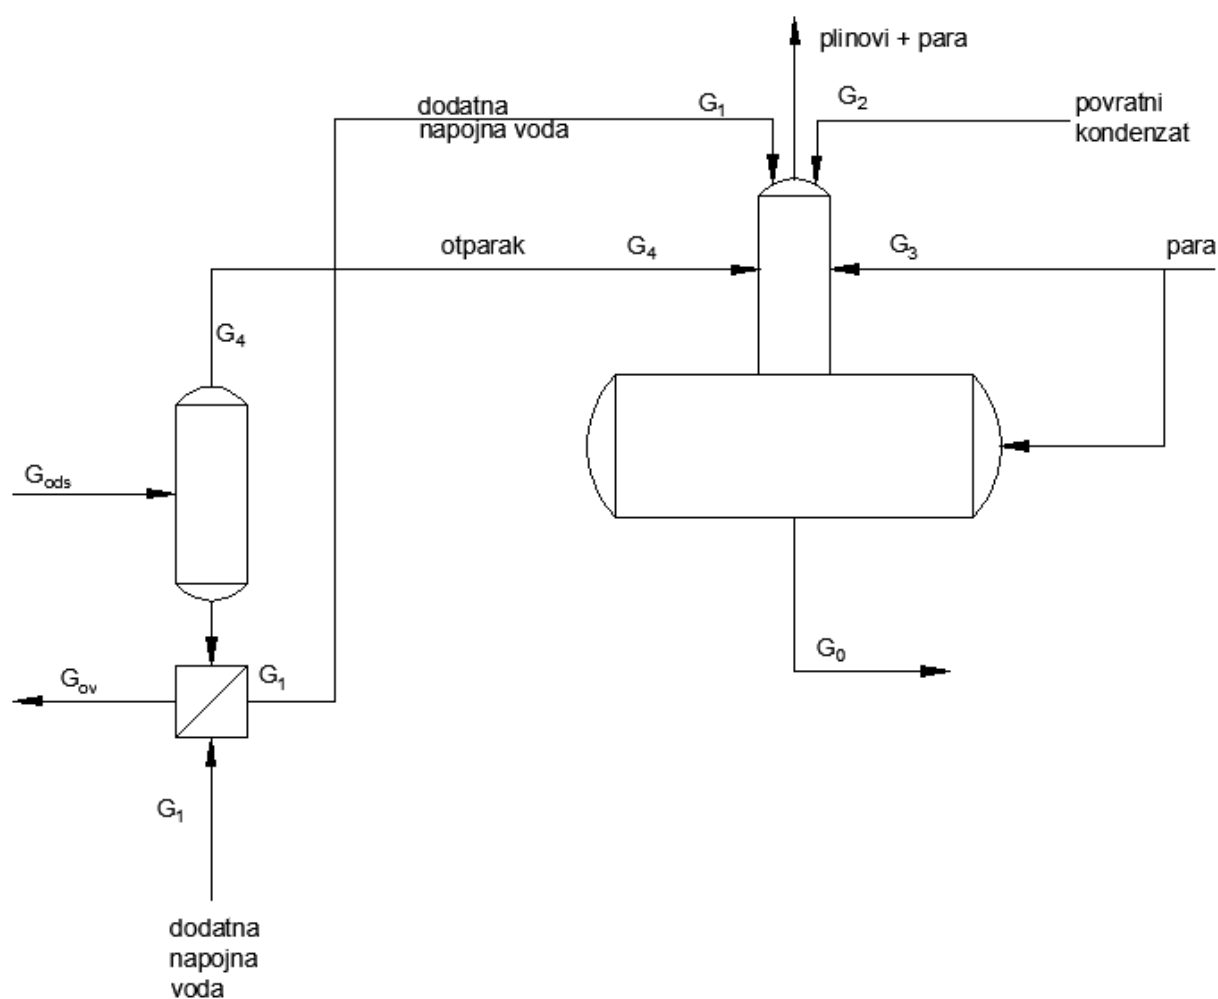 plinovi + para
dodatna
napojna voda
G₁
G₂
povratni
kondenzat
otparak
G₄
G₃
para
G₄
Gods
G₀
Gov
G₁
G₁
dodatna
napojna
voda